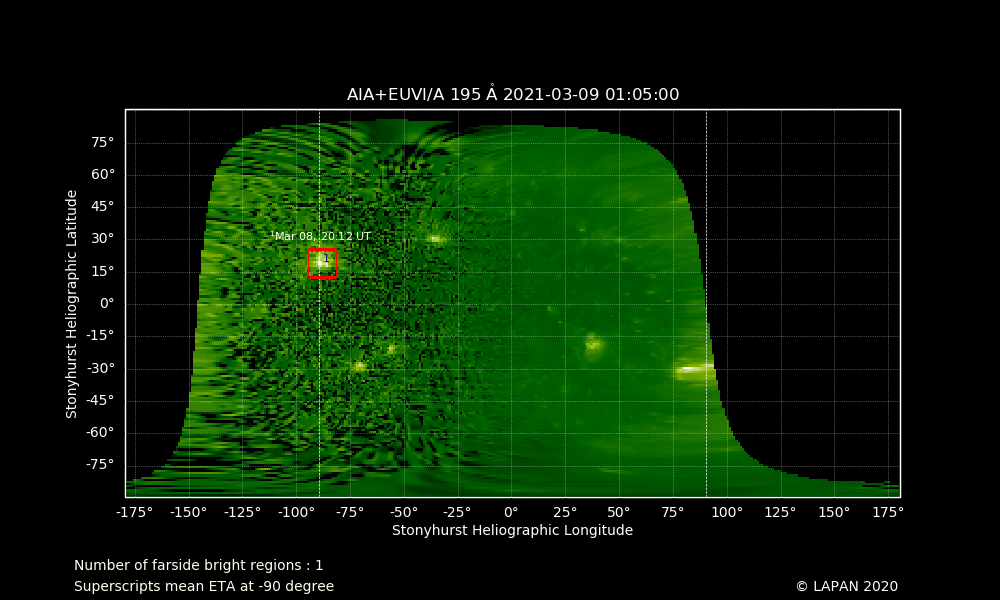 AIA+EUVI/A 195 Å 2021-03-09 01:05:00
75°
60°
45°
30°
15°
0°
-15°
-30°
-45°
-60°
-75°
Stonyhurst Heliographic Latitude
¹Mar 08, 20:12 UT
1
-175° -150° -125° -100° -75° -50° -25° 0° 25° 50° 75° 100° 125° 150° 175°
Stonyhurst Heliographic Longitude
Number of farside bright regions : 1
Superscripts mean ETA at -90 degree
© LAPAN 2020